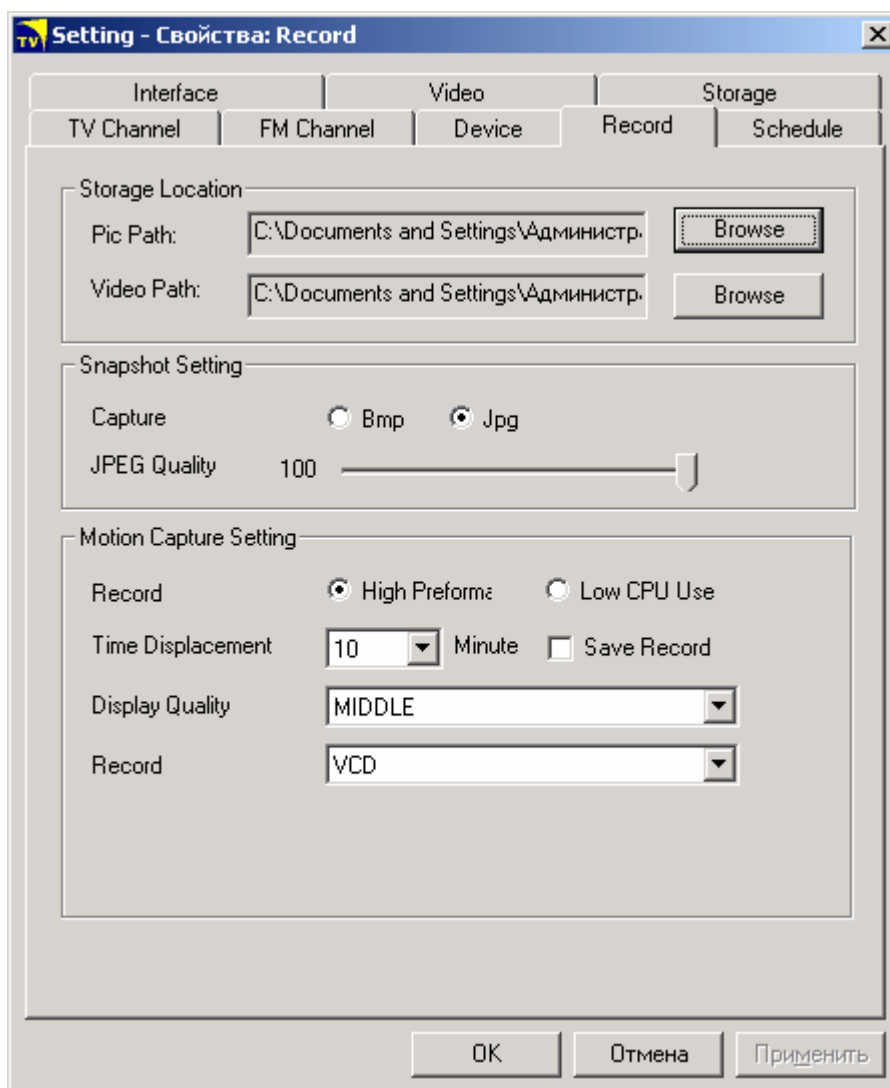 TV Setting - Свойства: Record
Interface Video Storage
TV Channel FM Channel Device Record Schedule
Storage Location
Pic Path: C:\Documents and Settings\Админист Browse
Video Path: C:\Documents and Settings\Админист Browse
Snapshot Setting
Capture Bmp Jpg
JPEG Quality 100
Motion Capture Setting
Record High Preforma Low CPU Use
Time Displacement 10 Minute Save Record
Display Quality MIDDLE
Record VCD
OK Отмена Применить